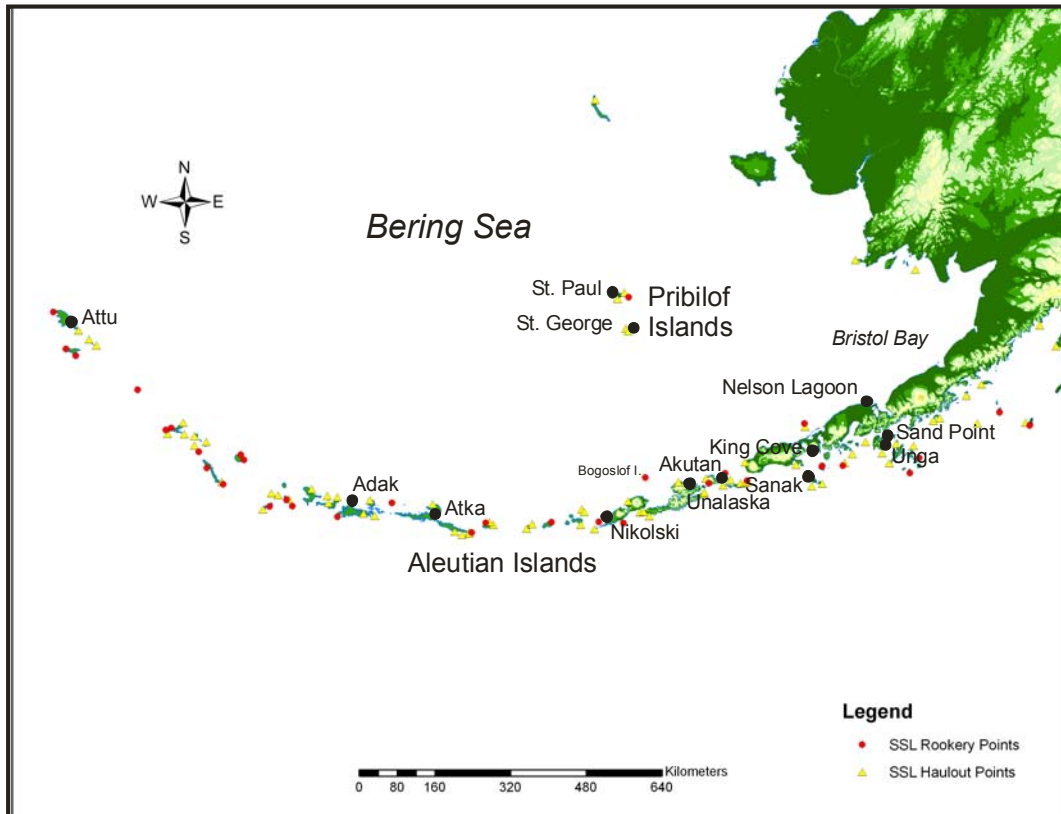 N
W E
S
Bering Sea
St. Paul
Pribilof
St. George
Islands
Attu
Bristol Bay
Nelson Lagoon
Sand Point
King Cove
Unga
Bogoslof I.
Akutan
Sanak
Adak
Unalaska
Atka
Nikolski
Aleutian Islands
Legend
SSL Rookery Points
SSL Haulout Points
Kilometers
0 80 160 320 480 640